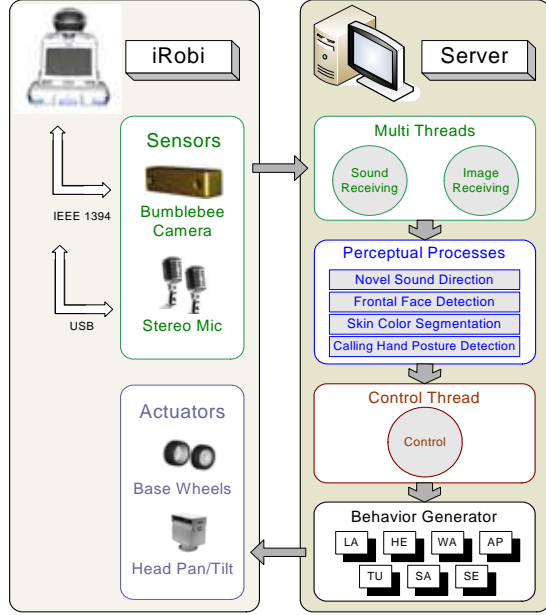 iRobi
Sensors
IEEE 1394
Bumblebee
Camera
USB
Stereo Mic
Actuators
Base Wheels
Head Pan/Tilt
Server
Multi Threads
Sound
Receiving
Image
Receiving
Perceptual Processes
Novel Sound Direction
Frontal Face Detection
Skin Color Segmentation
Calling Hand Posture Detection
Control Thread
Control
Behavior Generator
LA HE WA AP
TU SA SE